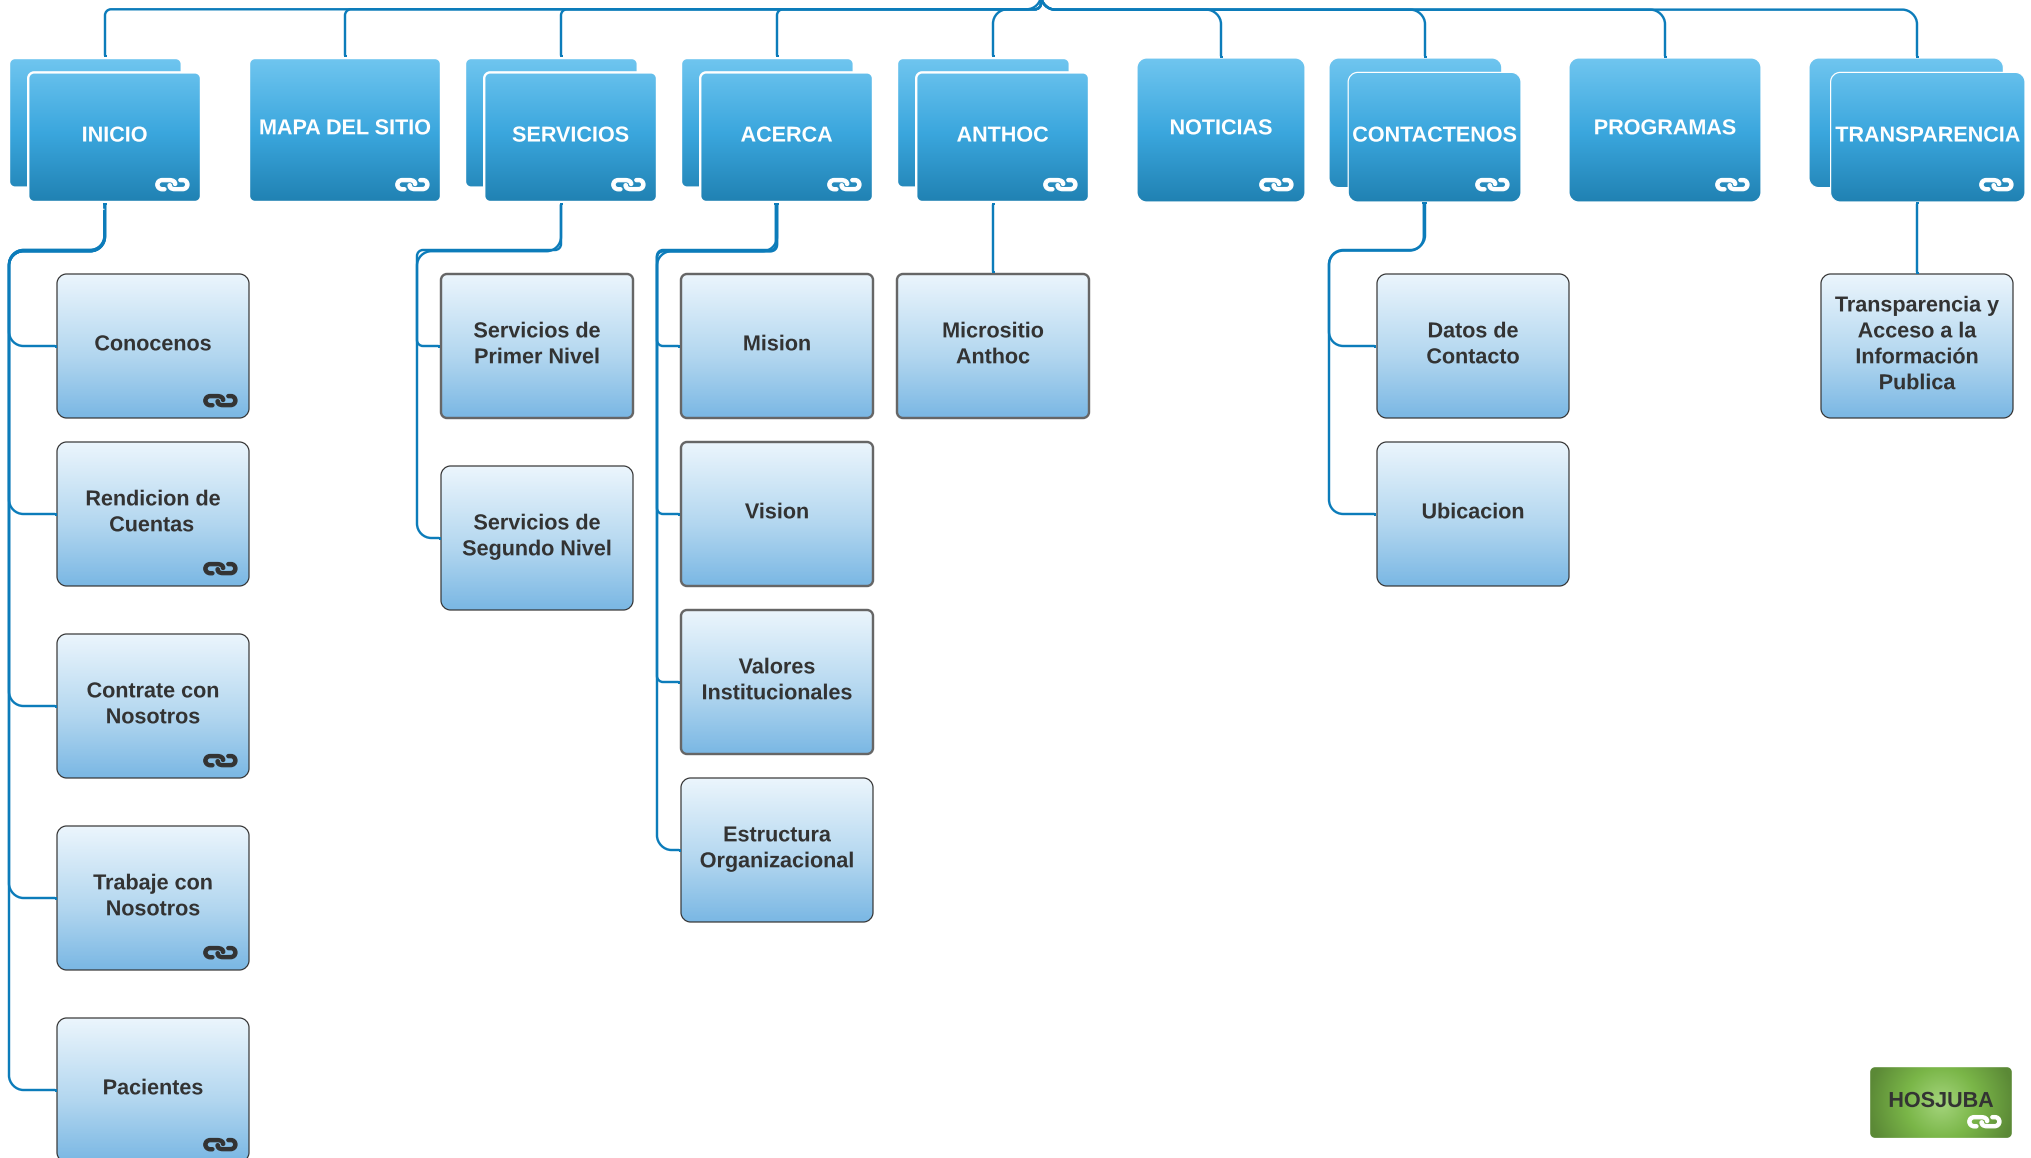 INICIO
MAPA DEL SITIO
SERVICIOS
ACERCA
ANTHOC
NOTICIAS
CONTACTENOS
PROGRAMAS
TRANSPARENCIA
Conocenos
Rendicion de
Cuentas
Contrate con
Nosotros
Trabaje con
Nosotros
Pacientes
Servicios de
Primer Nivel
Servicios de
Segundo Nivel
Mision
Vision
Valores
Institucionales
Estructura
Organizacional
Micrositio
Anthoc
Datos de
Contacto
Ubicacion
Transparencia y
Acceso a la
Información
Publica
HOSJUBA